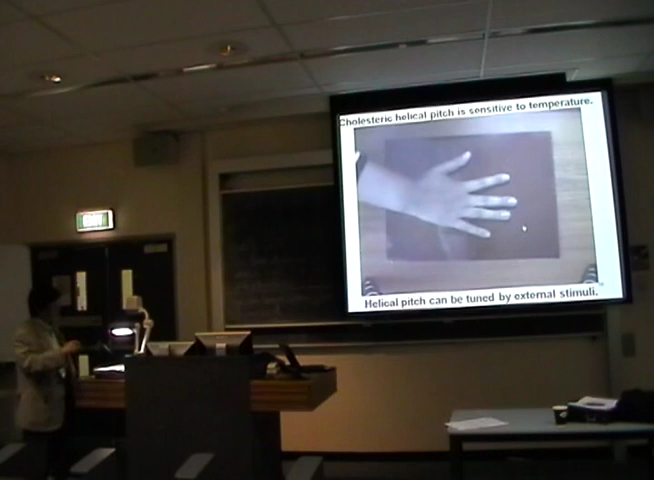 Cholesteric helical pitch is sensitive to temperature.
Helical pitch can be tuned by external stimuli.